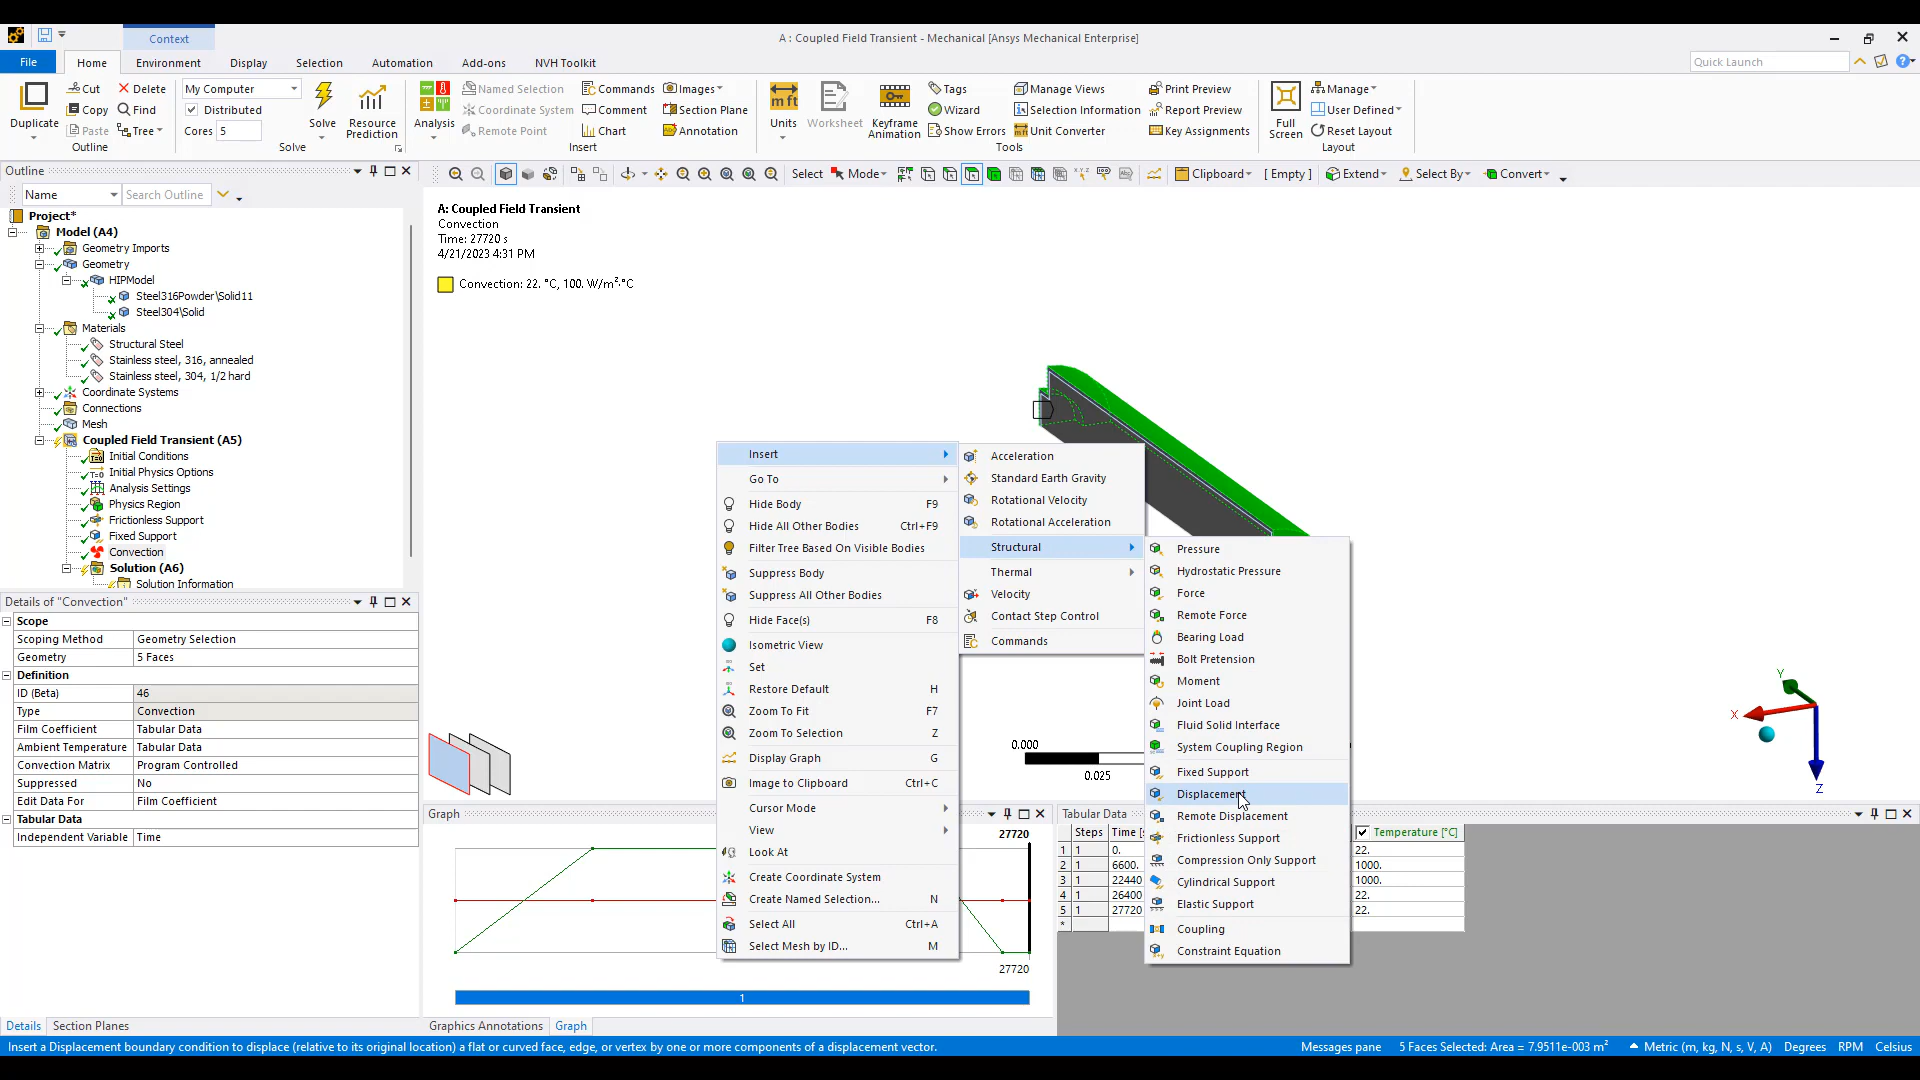 Context
A : Coupled Field Transient - Mechanical [Ansys Mechanical Enterprise]
File Home Environment Display Selection Automation Add-ons NVH Toolkit
Quick Launch
Duplicate
Cut
Copy
Paste
Delete
Find
Tree
Outline
My Computer
Distributed
Cores 5
Solve
Resource Prediction
Solve
Analysis
Named Selection
Coordinate System
Remote Point
Commands
Comment
Chart
Images
Section Plane
Annotation
Insert
Units
Worksheet
Keyframe Animation
Tags
Wizard
Show Errors
Manage Views
Selection Information
Unit Converter
Print Preview
Report Preview
Key Assignments
Tools
Full Screen
Manage
User Defined
Reset Layout
Layout
Outline
Name Search Outline
Select Mode Clipboard [ Empty ] Extend Select By Convert
Project*
Model (A4)
Geometry Imports
Geometry
HIPModel
Steel316Powder\Solid11
Steel304\Solid
Materials
Structural Steel
Stainless steel, 316, annealed
Stainless steel, 304, 1/2 hard
Coordinate Systems
Connections
Mesh
Coupled Field Transient (A5)
Initial Conditions
Initial Physics Options
Analysis Settings
Physics Region
Frictionless Support
Fixed Support
Convection
Solution (A6)
Solution Information
Details of "Convection"
Scope
Scoping Method Geometry Selection
Geometry 5 Faces
Definition
ID (Beta) 46
Type Convection
Film Coefficient Tabular Data
Ambient Temperature Tabular Data
Convection Matrix Program Controlled
Suppressed No
Edit Data For Film Coefficient
Tabular Data
Independent Variable Time
Details Section Planes
A: Coupled Field Transient
Convection
Time: 27720 s
4/21/2023 4:31 PM
Convection: 22. °C, 100. W/m²·°C
Insert
Go To
Hide Body F9
Hide All Other Bodies Ctrl+F9
Filter Tree Based On Visible Bodies
Suppress Body
Suppress All Other Bodies
Hide Face(s) F8
Isometric View
Set
Restore Default H
Zoom To Fit F7
Zoom To Selection Z
Display Graph G
Image to Clipboard Ctrl+C
Cursor Mode
View
Look At
Create Coordinate System
Create Named Selection... N
Select All Ctrl+A
Select Mesh by ID... M
Acceleration
Standard Earth Gravity
Rotational Velocity
Rotational Acceleration
Structural
Thermal
Velocity
Contact Step Control
Commands
Pressure
Hydrostatic Pressure
Force
Remote Force
Bearing Load
Bolt Pretension
Moment
Joint Load
Fluid Solid Interface
System Coupling Region
Fixed Support
Displacement
Remote Displacement
Frictionless Support
Compression Only Support
Cylindrical Support
Elastic Support
Coupling
Constraint Equation
0.000
0.025
Y
X
Z
Graph
27720
27720
1
Graphics Annotations Graph
Tabular Data
Steps Time [s Temperature [°C]
1 1 0. 22.
2 1 6600. 1000.
3 1 22440 1000.
4 1 26400 22.
5 1 27720 22.
*
Insert a Displacement boundary condition to displace (relative to its original location) a flat or curved face, edge, or vertex by one or more components of a displacement vector.
Messages pane 5 Faces Selected: Area = 7.9511e-003 m² Metric (m, kg, N, s, V, A) Degrees RPM Celsius